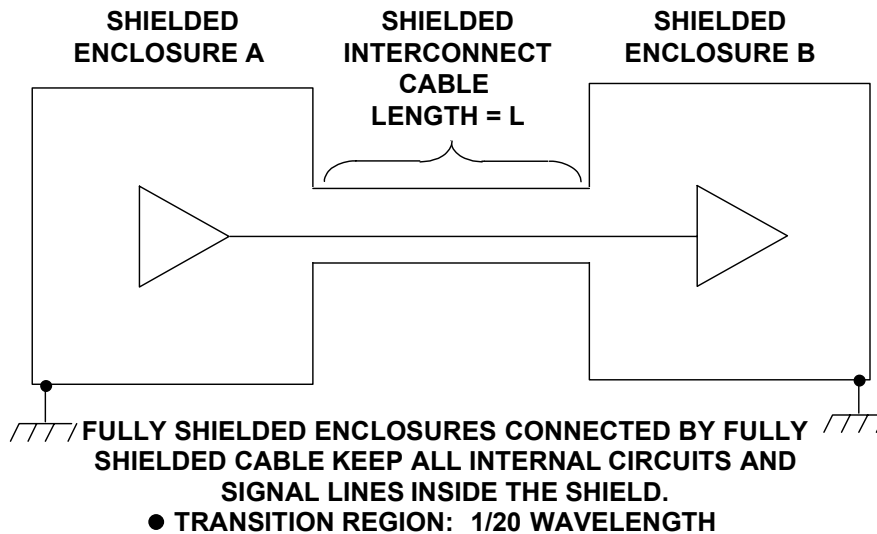 SHIELDED
ENCLOSURE A
SHIELDED
INTERCONNECT
CABLE
LENGTH = L
SHIELDED
ENCLOSURE B
FULLY SHIELDED ENCLOSURES CONNECTED BY FULLY
SHIELDED CABLE KEEP ALL INTERNAL CIRCUITS AND
SIGNAL LINES INSIDE THE SHIELD.
● TRANSITION REGION: 1/20 WAVELENGTH